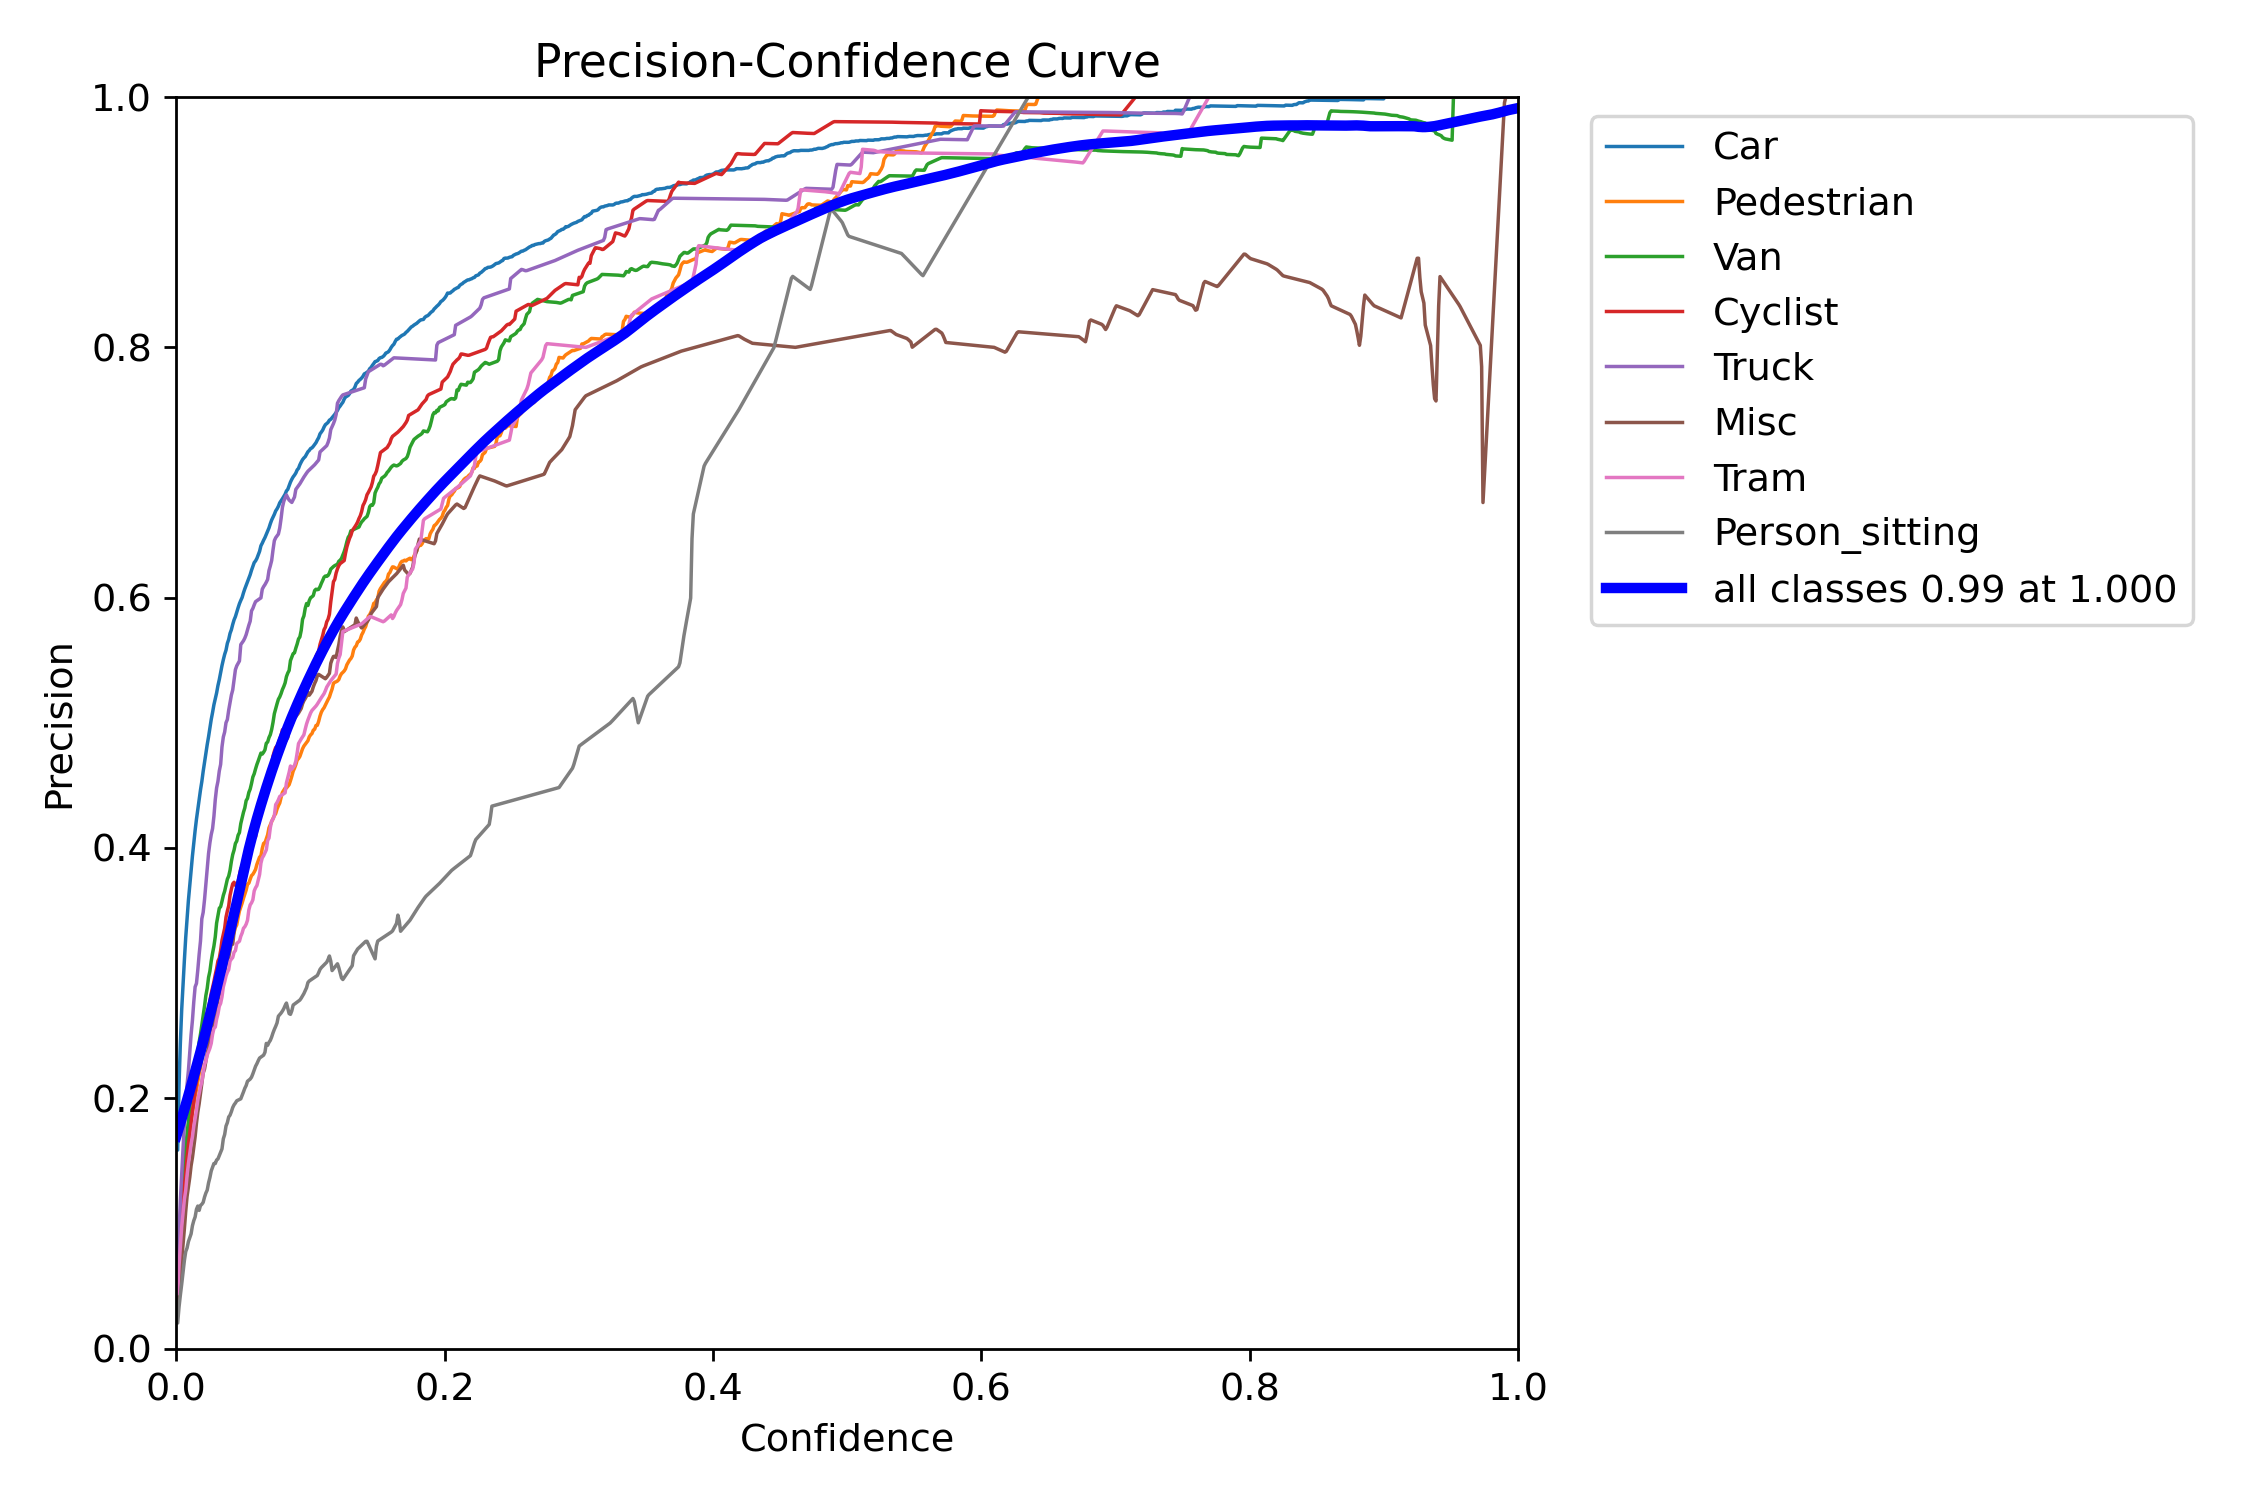 Precision-Confidence Curve
1.0
0.8
0.6
0.4
0.2
0.0
Precision
0.0 0.2 0.4 0.6 0.8 1.0
Confidence
Car
Pedestrian
Van
Cyclist
Truck
Misc
Tram
Person_sitting
all classes 0.99 at 1.000